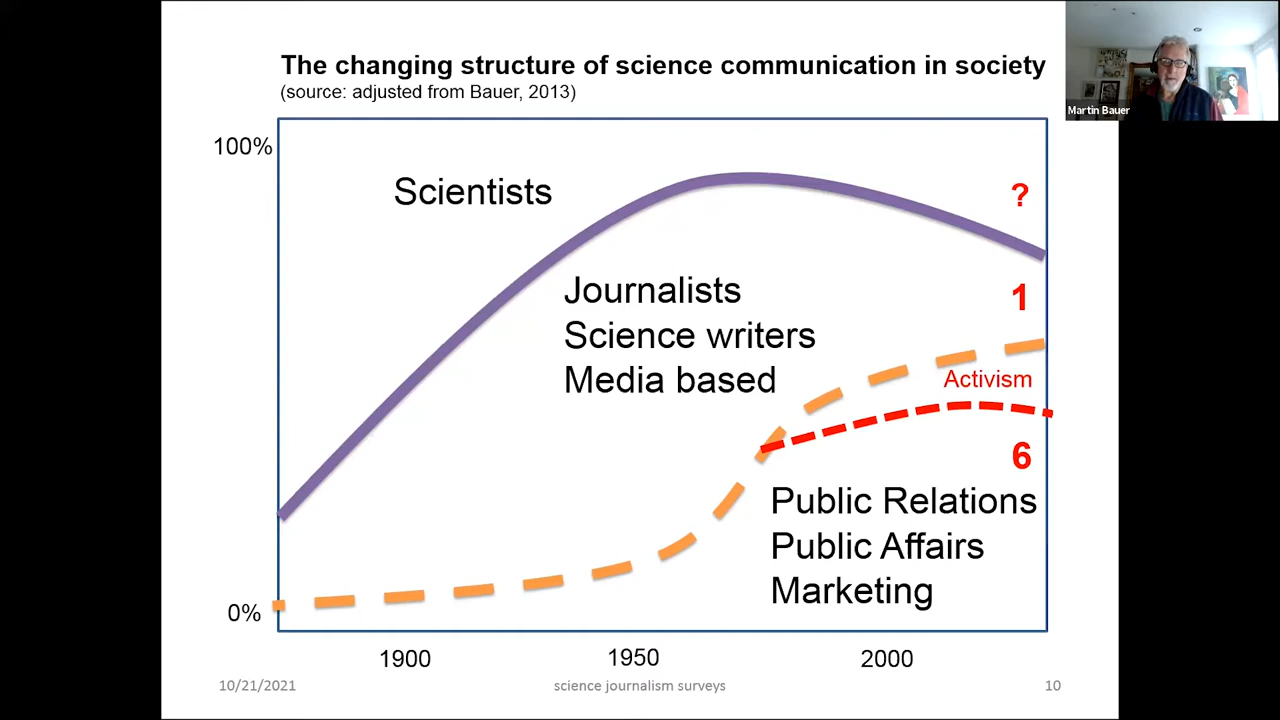 The changing structure of science communication in society
(source: adjusted from Bauer, 2013)
Martin Bauer
100%
Scientists
?
Journalists
Science writers
Media based
1
Activism
6
Public Relations
Public Affairs
Marketing
0%
1900
1950
2000
10/21/2021
science journalism surveys
10